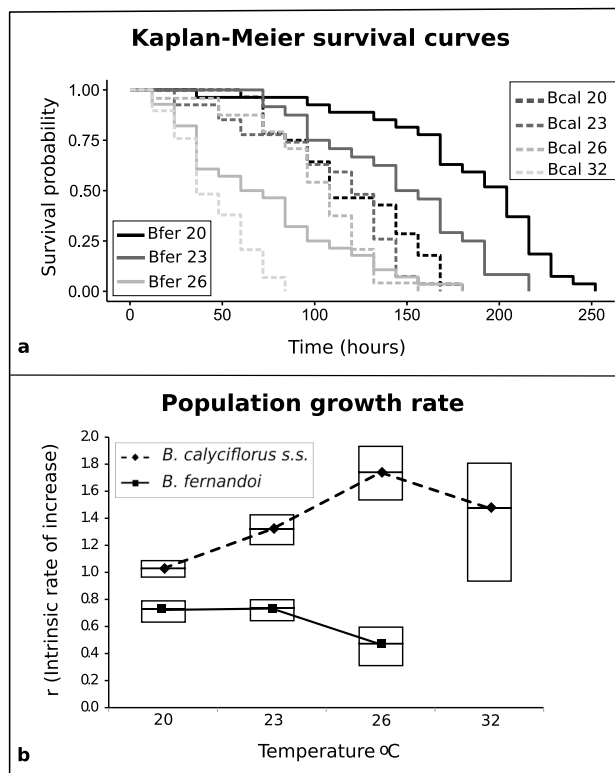 Kaplan-Meier survival curves
Survival probability
1.00
0.75
0.50
0.25
0.00
Bcal 20
Bcal 23
Bcal 26
Bcal 32
Bfer 20
Bfer 23
Bfer 26
0 50 100 150 200 250
Time (hours)
a
Population growth rate
r (Intrinsic rate of increase)
2.0
1.8
1.6
1.4
1.2
1.0
0.8
0.6
0.4
0.2
0.0
B. calyciflorus s.s.
B. fernandoi
20 23 26 32
Temperature ºC
b